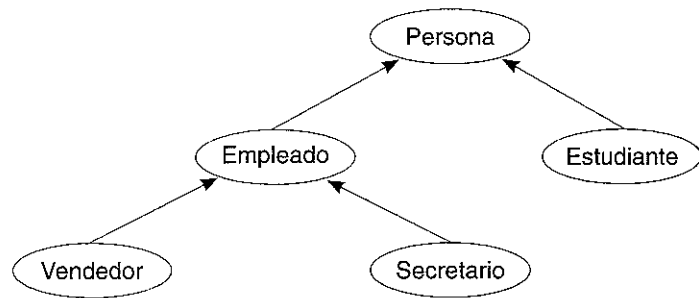 Persona
Empleado
Estudiante
Vendedor
Secretario